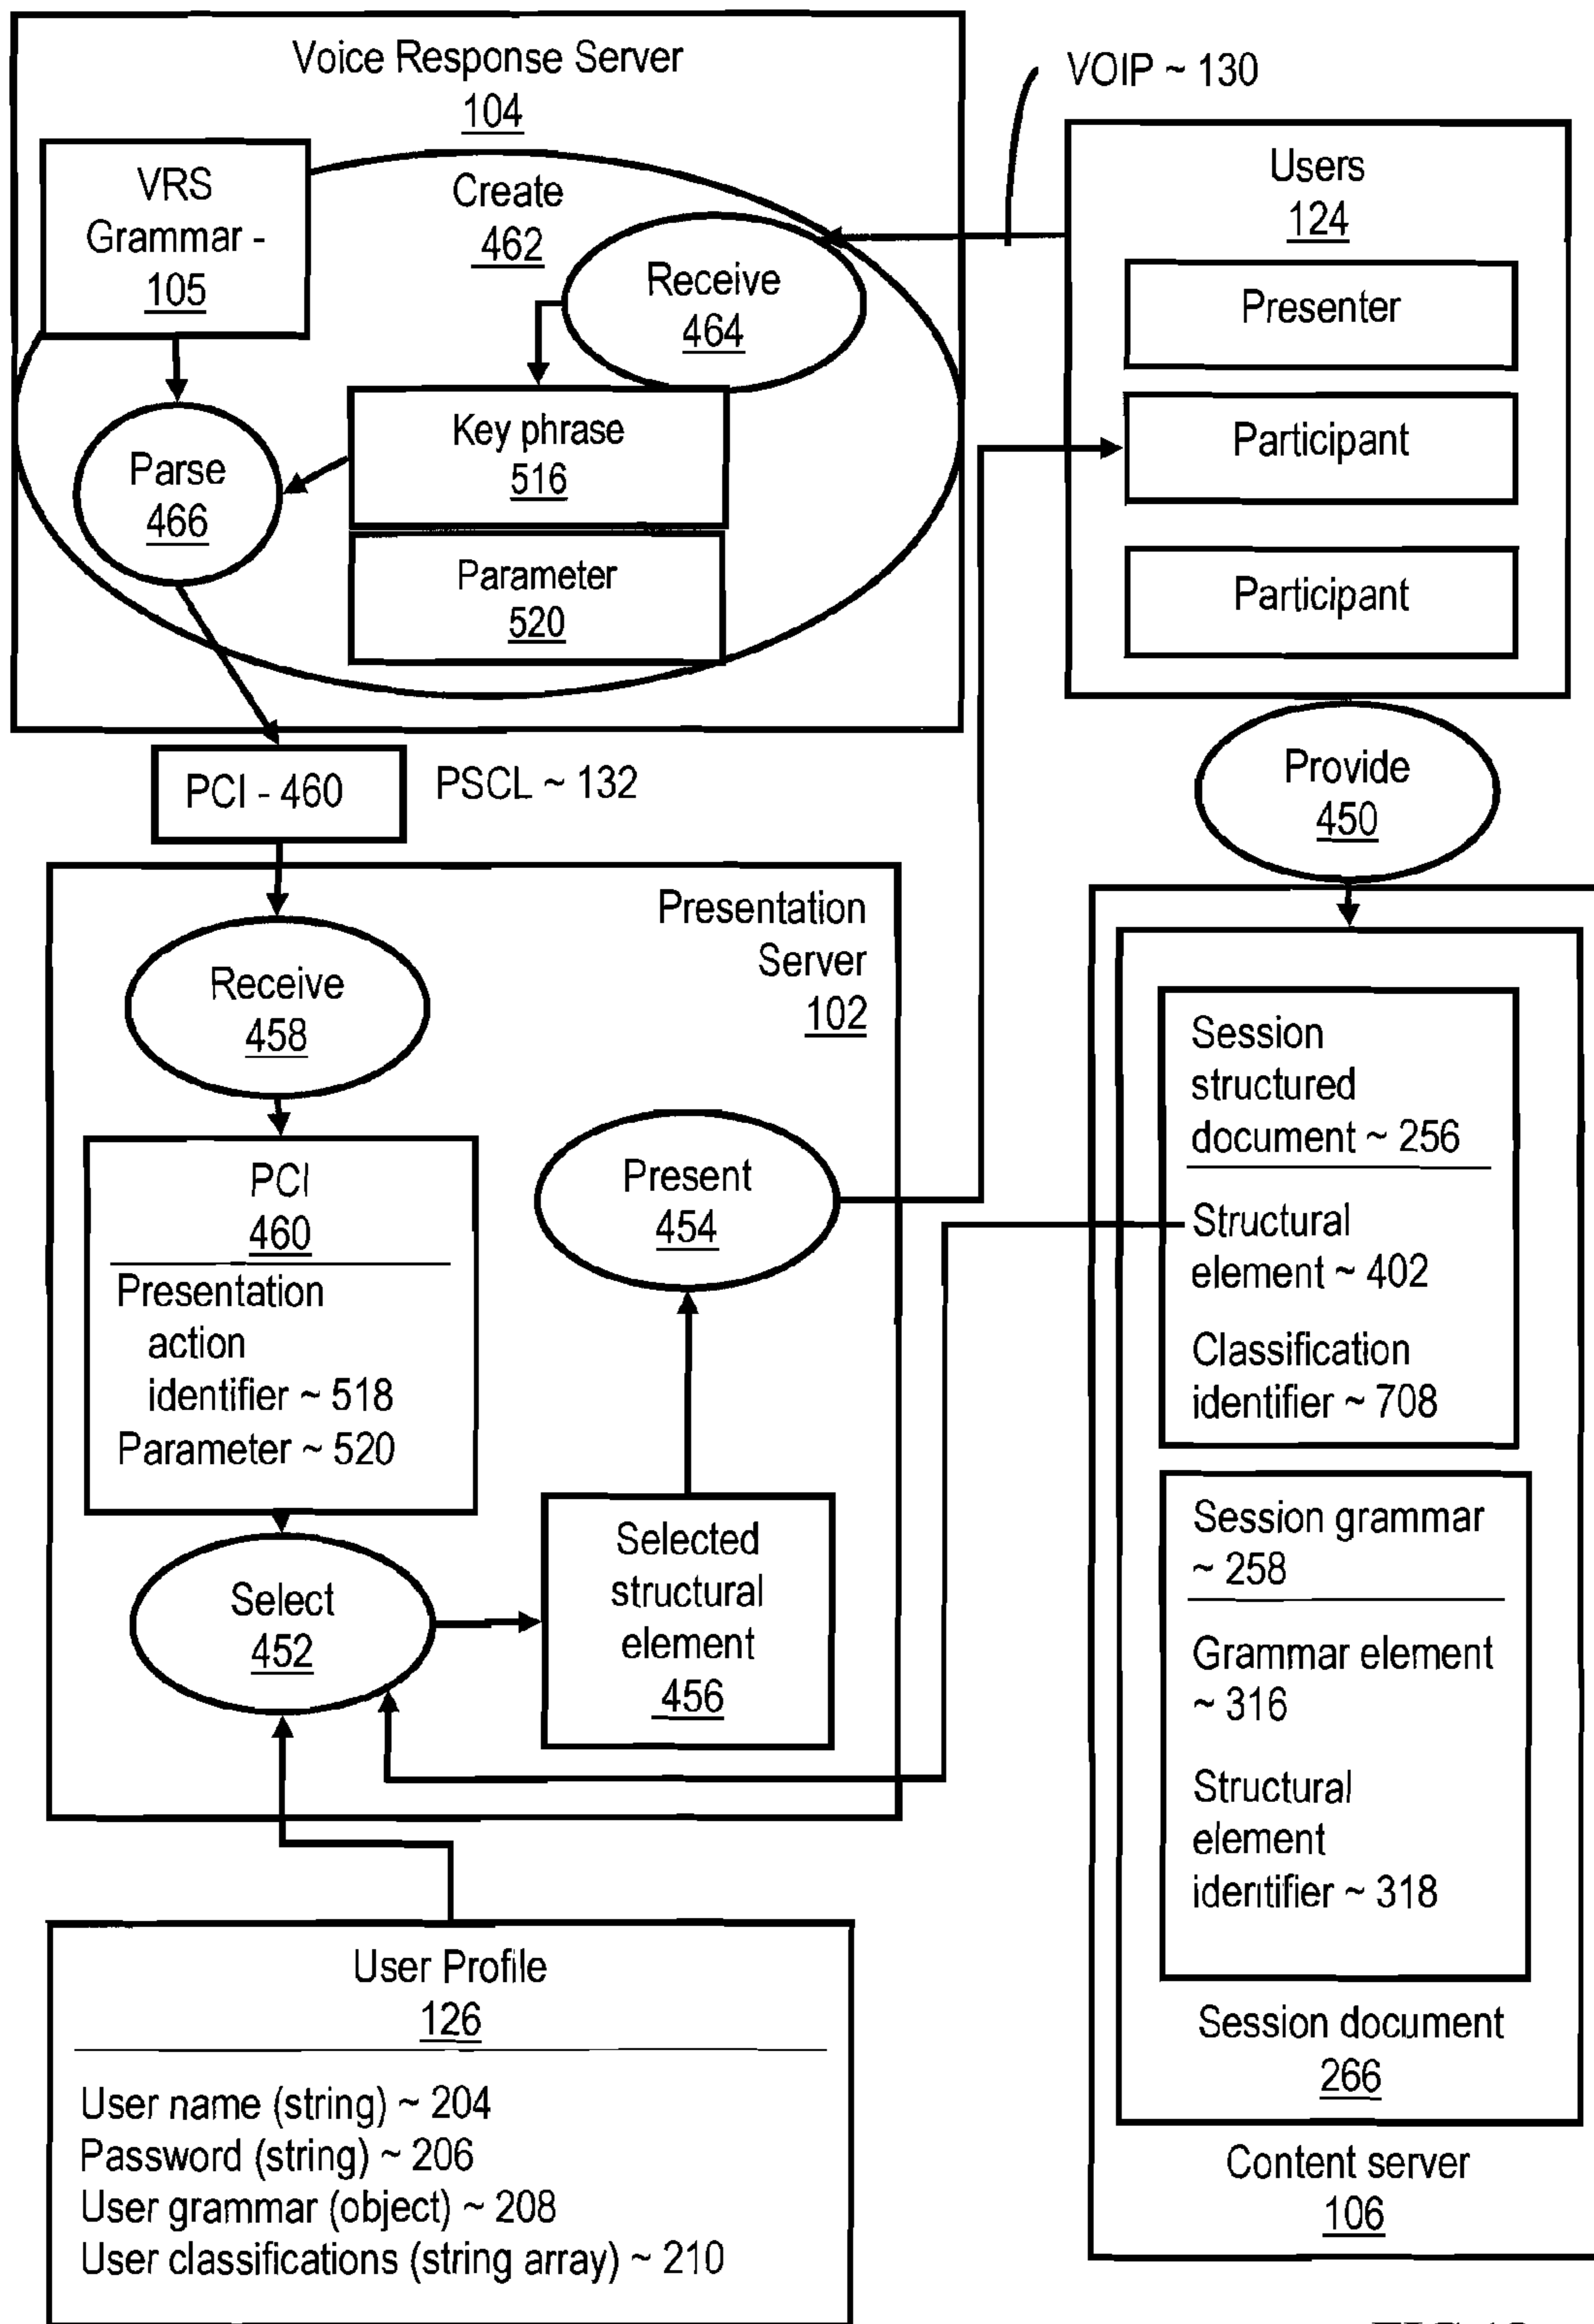 Voice Response Server
104
VOIP ~ 130
VRS
Grammar -
105
Create
462
Receive
464
Key phrase
516
Parse
466
Parameter
520
Users
124
Presenter
Participant
Participant
PCI - 460
PSCL ~ 132
Provide
450
Presentation
Server
102
Receive
458
PCI
460
Presentation
action
identifier ~ 518
Parameter ~ 520
Present
454
Select
452
Selected
structural
element
456
Session
structured
document ~ 256
Structural
element ~ 402
Classification
identifier ~ 708
Session grammar
~ 258
Grammar element
~ 316
Structural
element
identifier ~ 318
Session document
266
Content server
106
User Profile
126
User name (string) ~ 204
Password (string) ~ 206
User grammar (object) ~ 208
User classifications (string array) ~ 210